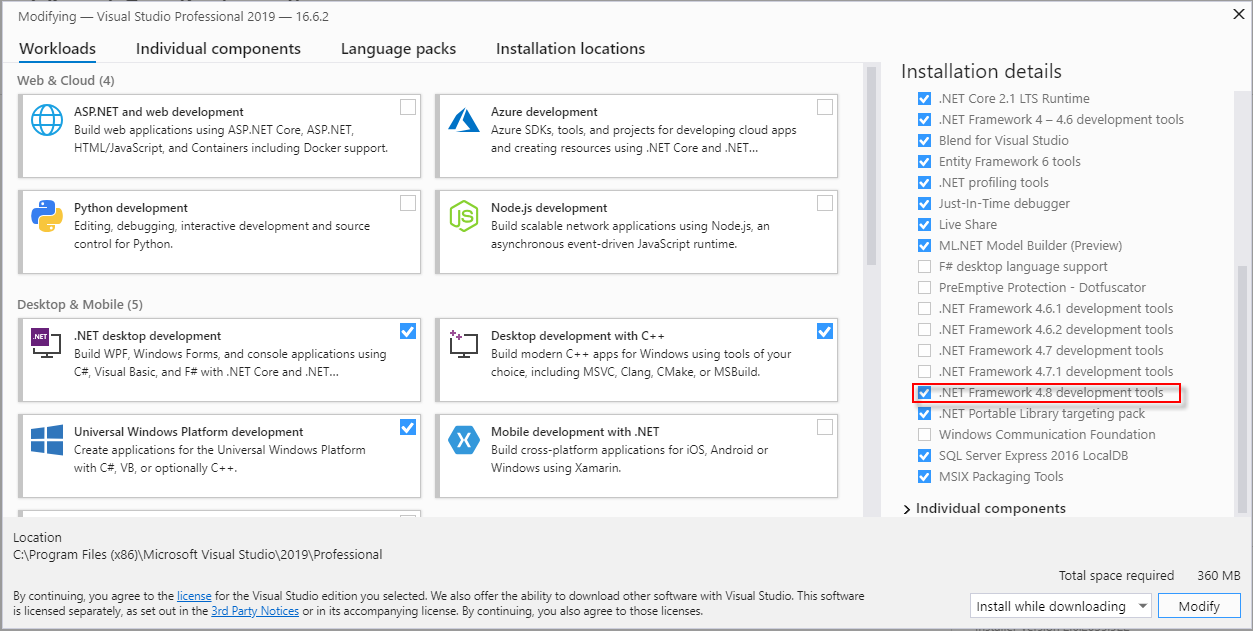 Modifying — Visual Studio Professional 2019 — 16.6.2
Workloads
Individual components
Language packs
Installation locations
Web & Cloud (4)
ASP.NET and web development
Build web applications using ASP.NET Core, ASP.NET,
HTML/JavaScript, and Containers including Docker support.
Azure development
Azure SDKs, tools, and projects for developing cloud apps
and creating resources using .NET Core and .NET...
Python development
Editing, debugging, interactive development and source
control for Python.
Node.js development
Build scalable network applications using Node.js, an
asynchronous event-driven JavaScript runtime.
Desktop & Mobile (5)
.NET
.NET desktop development
Build WPF, Windows Forms, and console applications using
C#, Visual Basic, and F# with .NET Core and .NET...
Desktop development with C++
Build modern C++ apps for Windows using tools of your
choice, including MSVC, Clang, CMake, or MSBuild.
Universal Windows Platform development
Create applications for the Universal Windows Platform
with C#, VB, or optionally C++.
Mobile development with .NET
Build cross-platform applications for iOS, Android or
Windows using Xamarin.
Installation details
.NET Core 2.1 LTS Runtime
.NET Framework 4 – 4.6 development tools
Blend for Visual Studio
Entity Framework 6 tools
.NET profiling tools
Just-In-Time debugger
Live Share
ML.NET Model Builder (Preview)
F# desktop language support
PreEmptive Protection - Dotfuscator
.NET Framework 4.6.1 development tools
.NET Framework 4.6.2 development tools
.NET Framework 4.7 development tools
.NET Framework 4.7.1 development tools
.NET Framework 4.8 development tools
.NET Portable Library targeting pack
Windows Communication Foundation
SQL Server Express 2016 LocalDB
MSIX Packaging Tools
Individual components
Location
C:\Program Files (x86)\Microsoft Visual Studio\2019\Professional
Total space required 360 MB
By continuing, you agree to the license for the Visual Studio edition you selected. We also offer the ability to download other software with Visual Studio. This software
is licensed separately, as set out in the 3rd Party Notices or in its accompanying license. By continuing, you also agree to those licenses.
Install while downloading
Modify